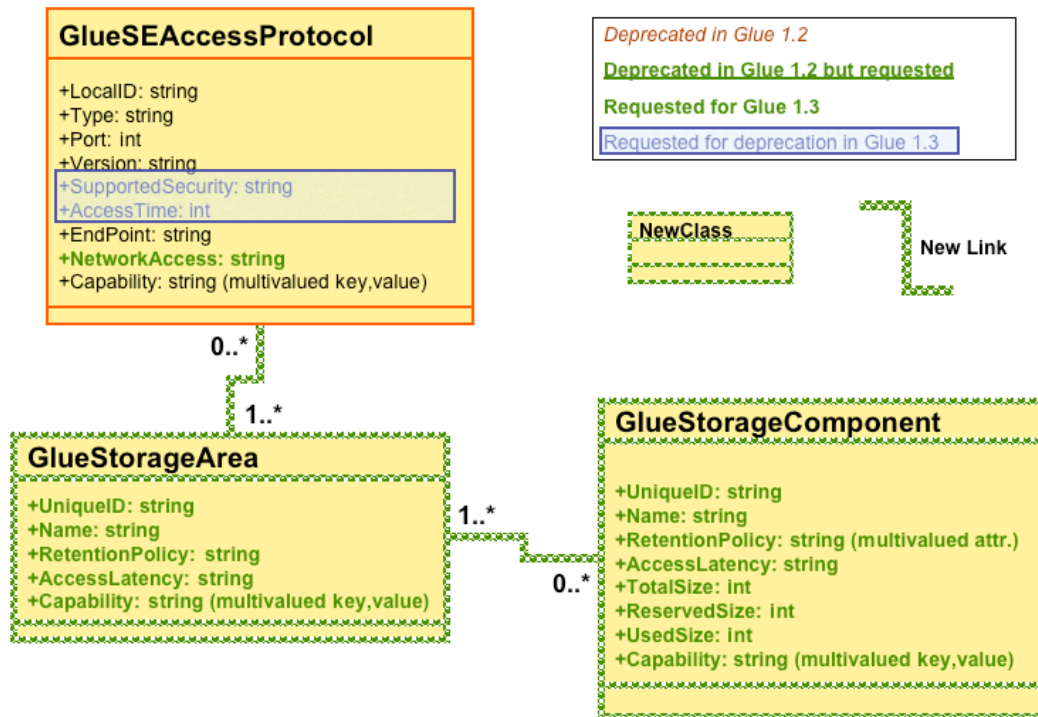 GlueSEAccessProtocol
+LocalID: string
+Type: string
+Port: int
+Version: string
+SupportedSecurity: string
+AccessTime: int
+EndPoint: string
+NetworkAccess: string
+Capability: string (multivalued key,value)
Deprecated in Glue 1.2
Deprecated in Glue 1.2 but requested
Requested for Glue 1.3
Requested for deprecation in Glue 1.3
NewClass
New Link
0..*
1..*
GlueStorageArea
+UniqueID: string
+Name: string
+RetentionPolicy: string
+AccessLatency: string
+Capability: string (multivalued key,value)
1..*
0..*
GlueStorageComponent
+UniqueID: string
+Name: string
+RetentionPolicy: string (multivalued attr.)
+AccessLatency: string
+TotalSize: int
+ReservedSize: int
+UsedSize: int
+Capability: string (multivalued key,value)